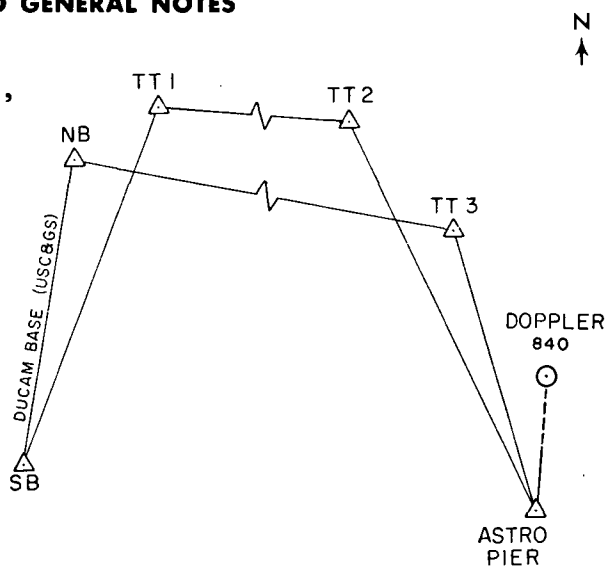 GENERAL NOTES
N
,
TT 1
TT 2
NB
TT 3
DUCAM BASE (USC&GS)
DOPPLER
840
SB
ASTRO
PIER